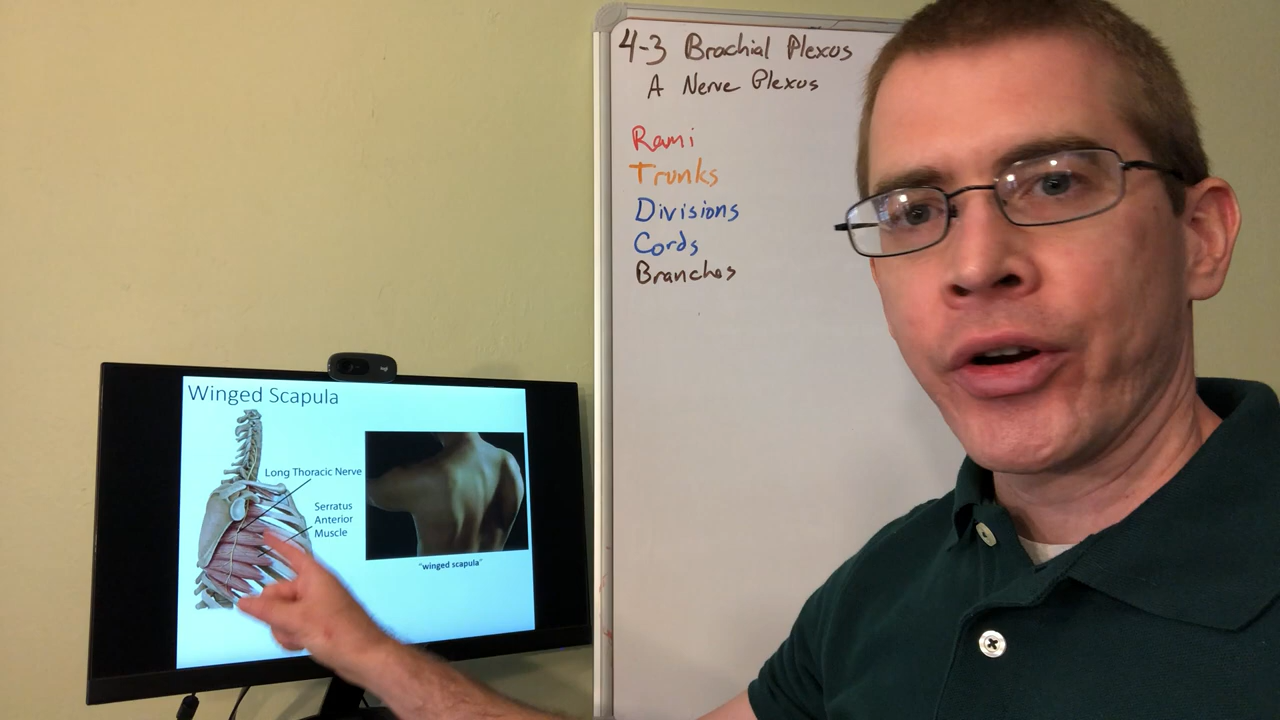 4-3 Brachial Plexus
A Nerve Plexus
Rami
Trunks
Divisions
Cords
Branches
Winged Scapula
Long Thoracic Nerve
Serratus
Anterior
Muscle
"winged scapula"